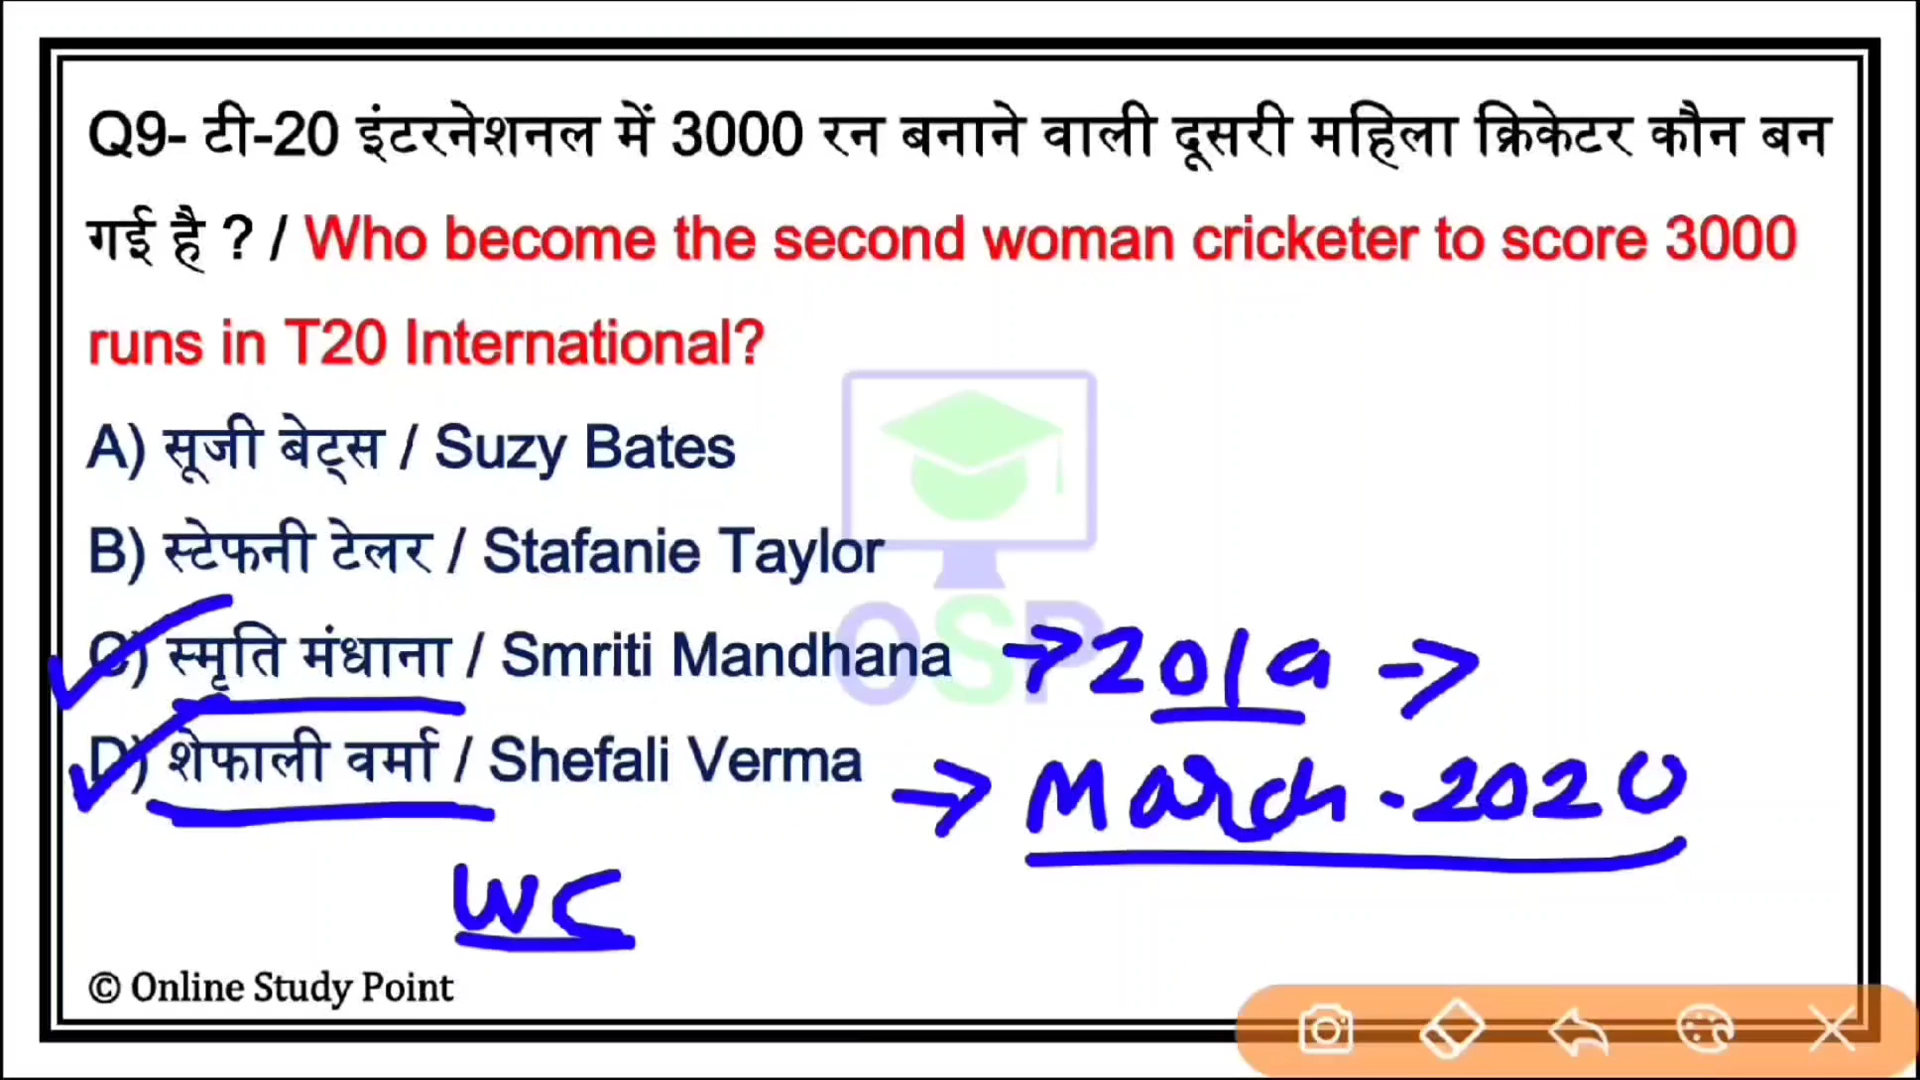 Q9- टी-20 इंटरनेशनल में 3000 रन बनाने वाली दूसरी महिला क्रिकेटर कौन बन
गई है ? / Who become the second woman cricketer to score 3000
runs in T20 International?
A) सूजी बेट्स / Suzy Bates
B) स्टेफनी टेलर / Stafanie Taylor
C) स्मृति मंधाना / Smriti Mandhana → 2019 →
D) शेफाली वर्मा / Shefali Verma → March - 2020
WC
OSP
© Online Study Point